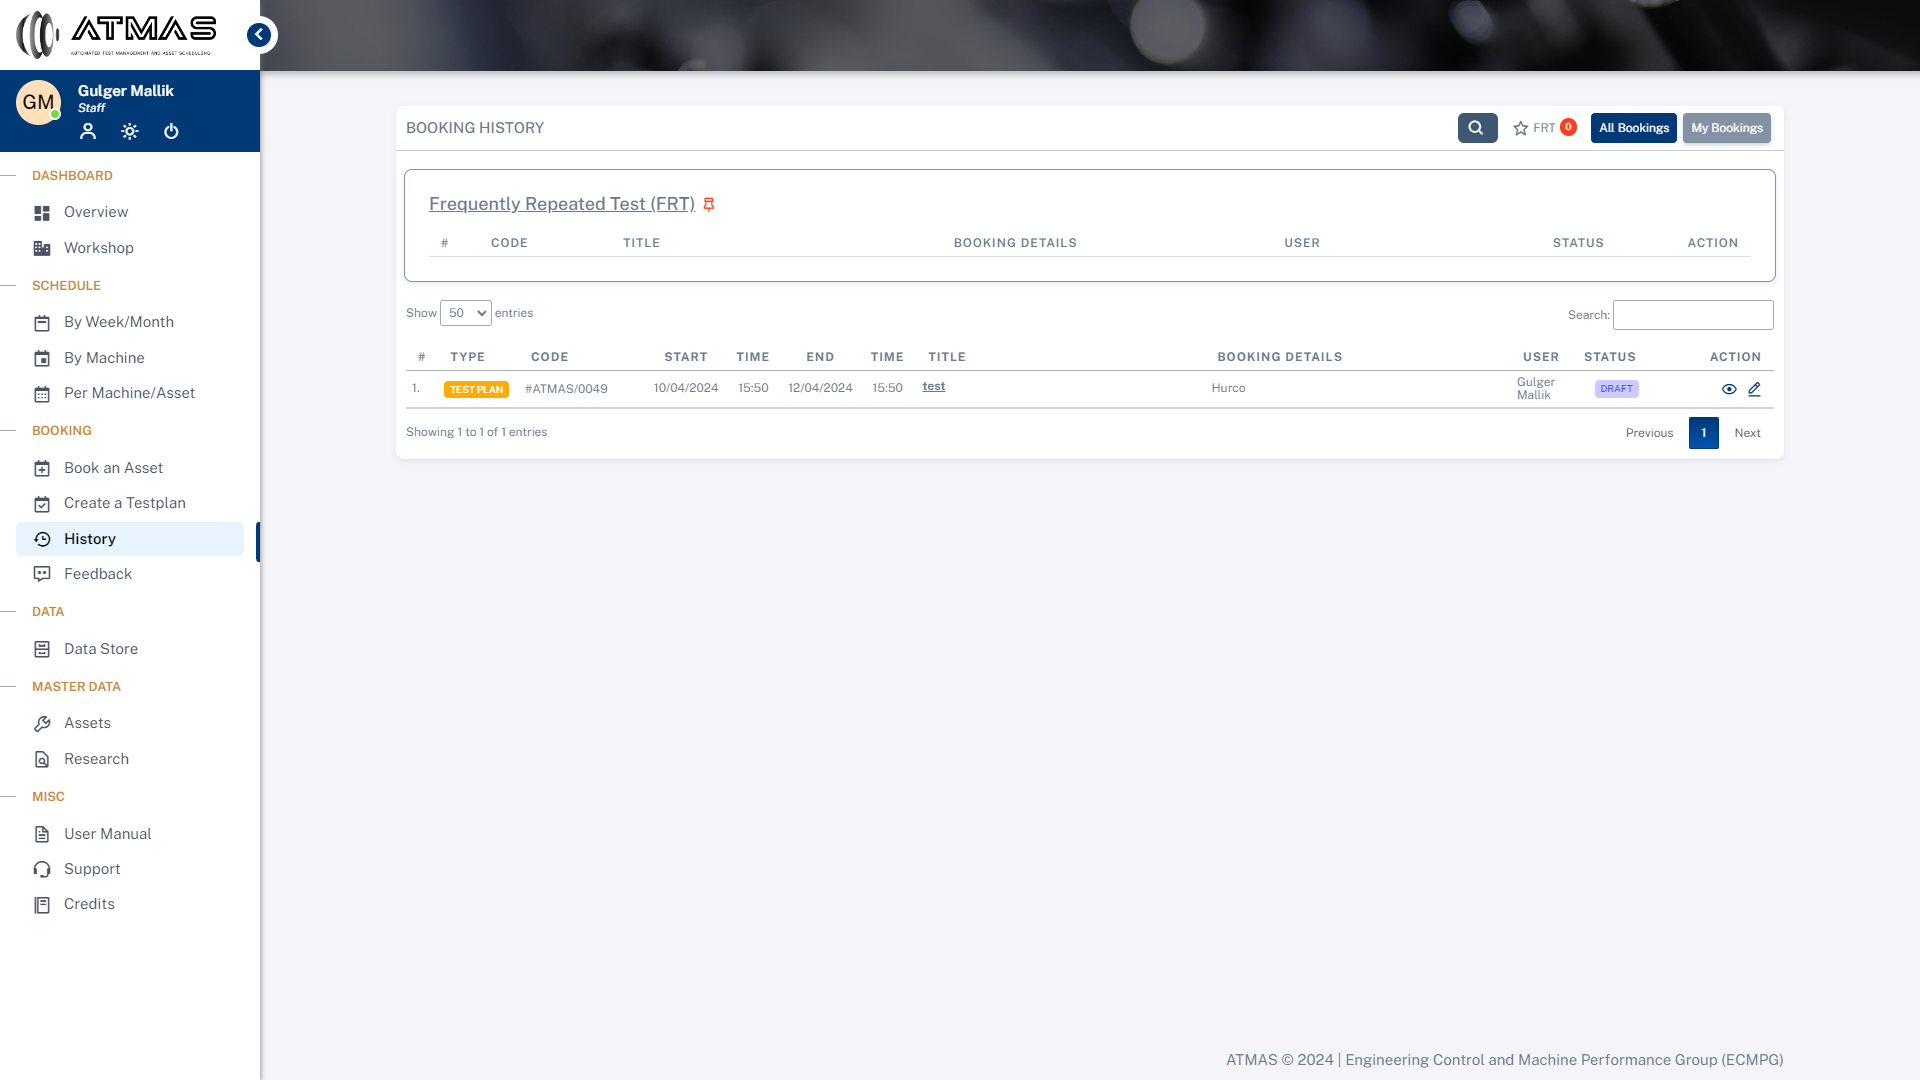 ATMAS
AUTOMATED TEST MANAGEMENT AND ASSET SCHEDULING
GM
Gulger Mallik
Staff
DASHBOARD
Overview
Workshop
SCHEDULE
By Week/Month
By Machine
Per Machine/Asset
BOOKING
Book an Asset
Create a Testplan
History
Feedback
DATA
Data Store
MASTER DATA
Assets
Research
MISC
User Manual
Support
Credits
BOOKING HISTORY FRT 0 All Bookings My Bookings
Frequently Repeated Test (FRT)
# CODE TITLE BOOKING DETAILS USER STATUS ACTION
Show 50 entries Search:
# TYPE CODE START TIME END TIME TITLE BOOKING DETAILS USER STATUS ACTION
1. TEST PLAN #ATMAS/0049 10/04/2024 15:50 12/04/2024 15:50 test Hurco Gulger Mallik DRAFT
Showing 1 to 1 of 1 entries Previous 1 Next
ATMAS © 2024 | Engineering Control and Machine Performance Group (ECMPG)